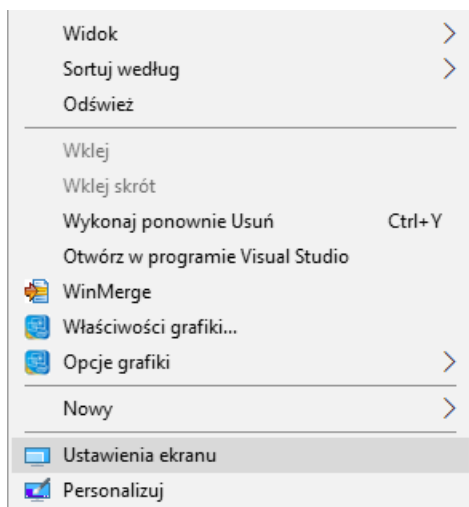 Widok
Sortuj według
Odśwież
Wklej
Wklej skrót
Wykonaj ponownie Usuń Ctrl+Y
Otwórz w programie Visual Studio
WinMerge
Właściwości grafiki...
Opcje grafiki
Nowy
Ustawienia ekranu
Personalizuj